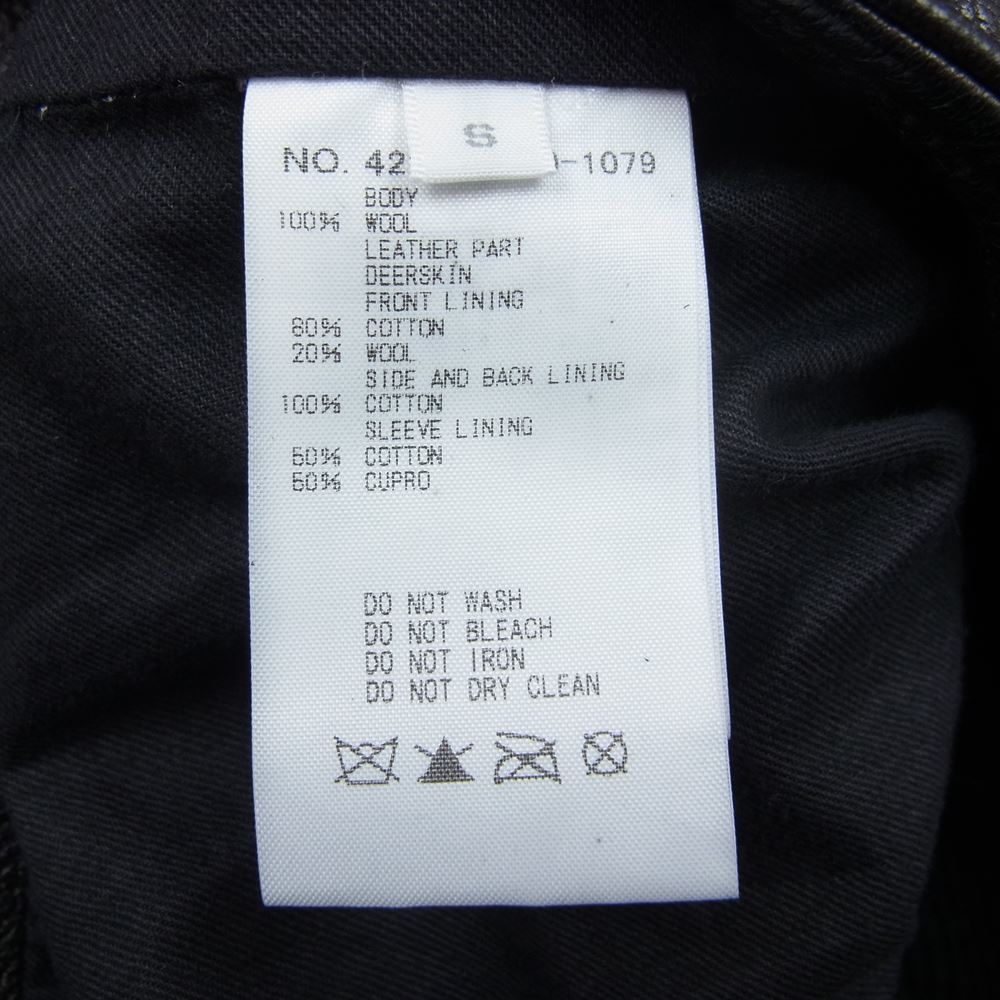 S
NO. 42 -1079
BODY
100% WOOL
LEATHER PART
DEERSKIN
FRONT LINING
80% COTTON
20% WOOL
SIDE AND BACK LINING
100% COTTON
SLEEVE LINING
50% COTTON
50% CUPRO
DO NOT WASH
DO NOT BLEACH
DO NOT IRON
DO NOT DRY CLEAN